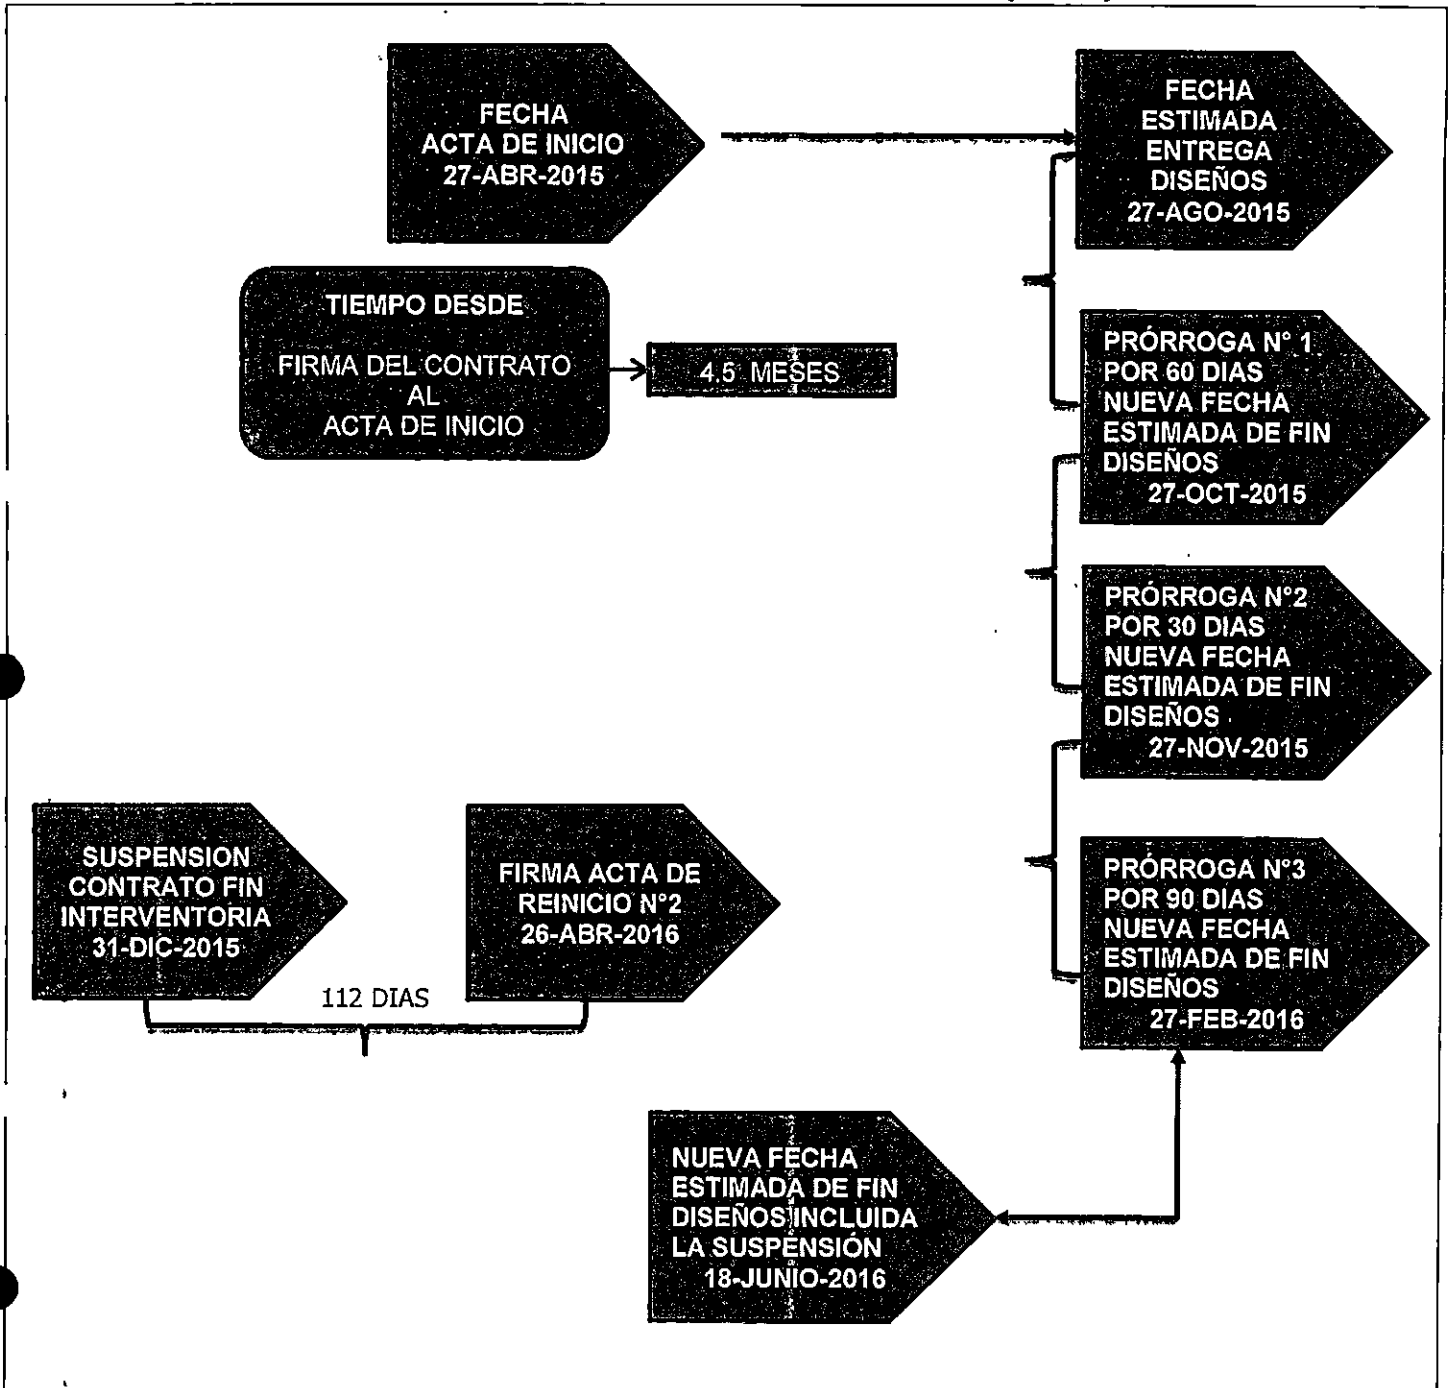 FECHA
ACTA DE INICIO
27-ABR-2015
FECHA
ESTIMADA
ENTREGA
DISEÑOS
27-AGO-2015
TIEMPO DESDE
FIRMA DEL CONTRATO
AL
ACTA DE INICIO
4.5 MESES
PRÓRROGA N° 1
POR 60 DIAS
NUEVA FECHA
ESTIMADA DE FIN
DISEÑOS
27-OCT-2015
PRÓRROGA N°2
POR 30 DIAS
NUEVA FECHA
ESTIMADA DE FIN
DISEÑOS
27-NOV-2015
SUSPENSION
CONTRATO FIN
INTERVENTORIA
31-DIC-2015
FIRMA ACTA DE
REINICIO N°2
26-ABR-2016
112 DIAS
PRÓRROGA N°3
POR 90 DIAS
NUEVA FECHA
ESTIMADA DE FIN
DISEÑOS
27-FEB-2016
NUEVA FECHA
ESTIMADA DE FIN
DISEÑOS INCLUIDA
LA SUSPENSIÓN
18-JUNIO-2016